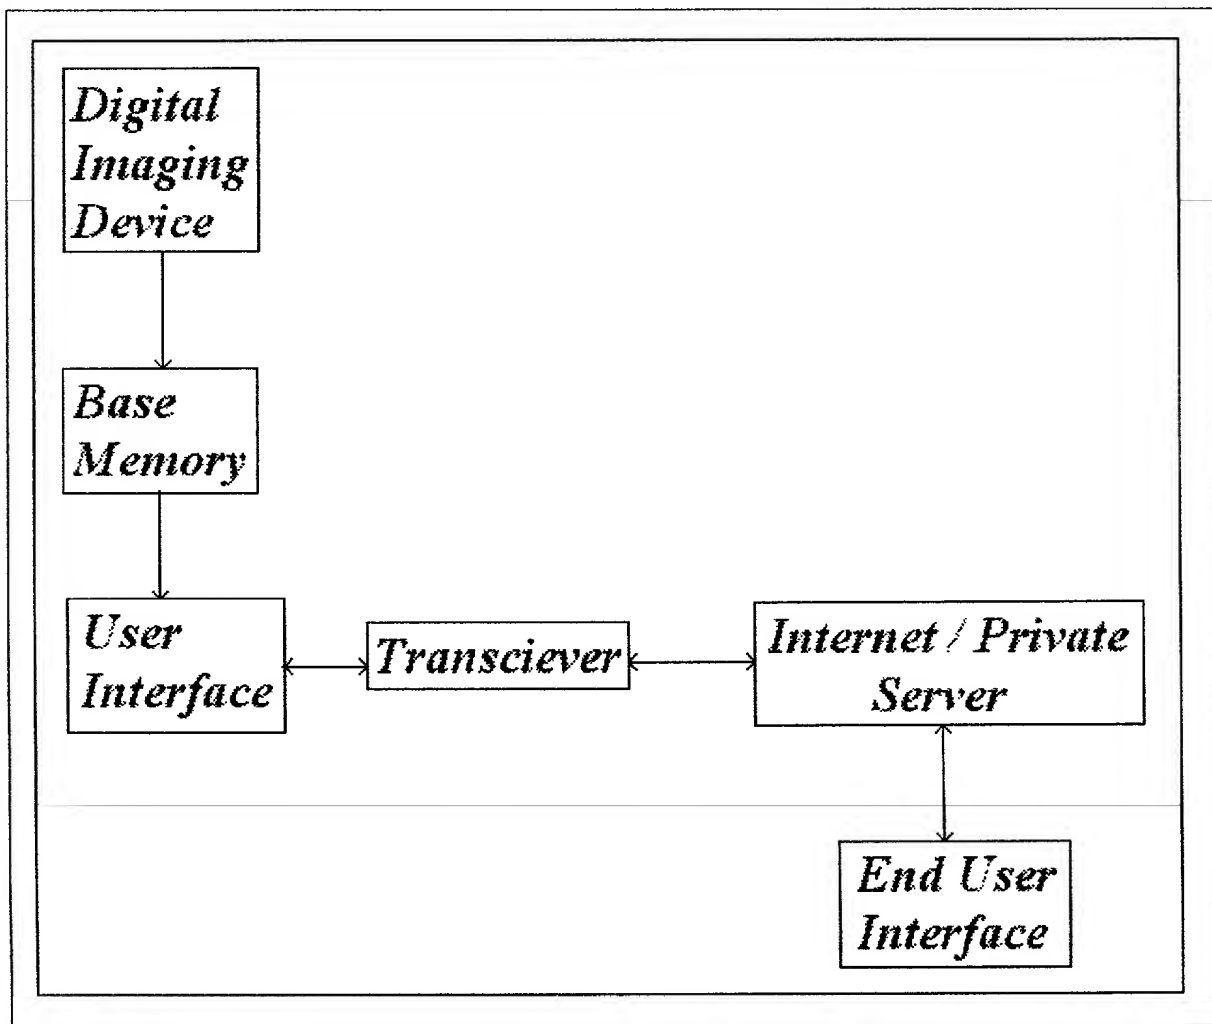 Digital
Imaging
Device
Base
Memory
User
Interface
Transciever
Internet / Private
Server
End User
Interface